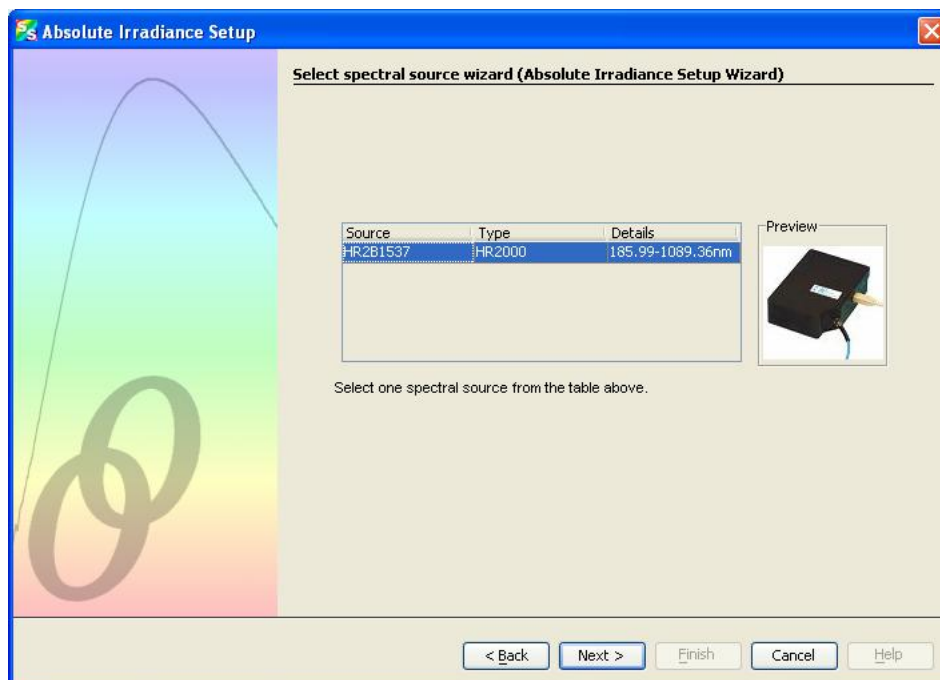 Absolute Irradiance Setup
Select spectral source wizard (Absolute Irradiance Setup Wizard)
Source Type Details
HR2B1537 HR2000 185.99-1089.36nm
Preview
Select one spectral source from the table above.
< Back Next > Finish Cancel Help